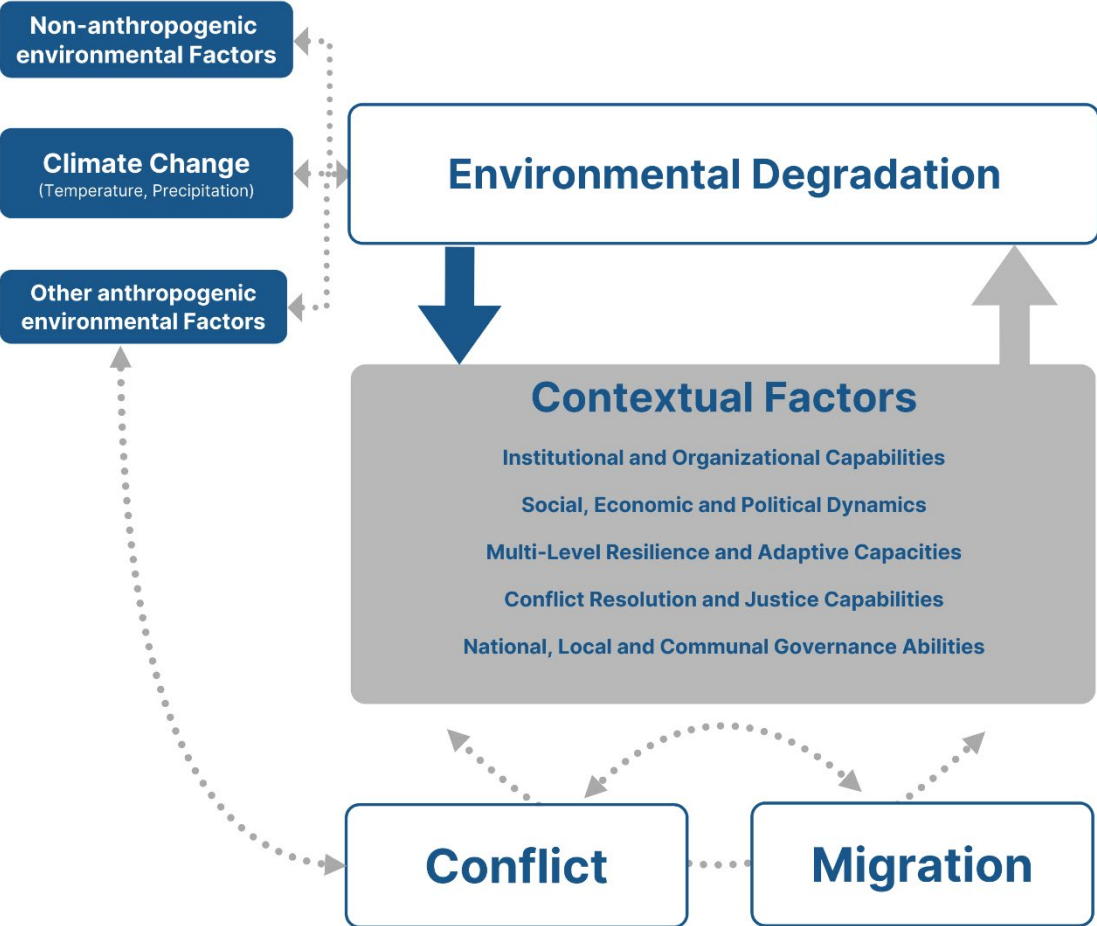 Non-anthropogenic
environmental Factors
Climate Change
(Temperature, Precipitation)
Other anthropogenic
environmental Factors
Environmental Degradation
Contextual Factors
Institutional and Organizational Capabilities
Social, Economic and Political Dynamics
Multi-Level Resilience and Adaptive Capacities
Conflict Resolution and Justice Capabilities
National, Local and Communal Governance Abilities
Conflict
Migration